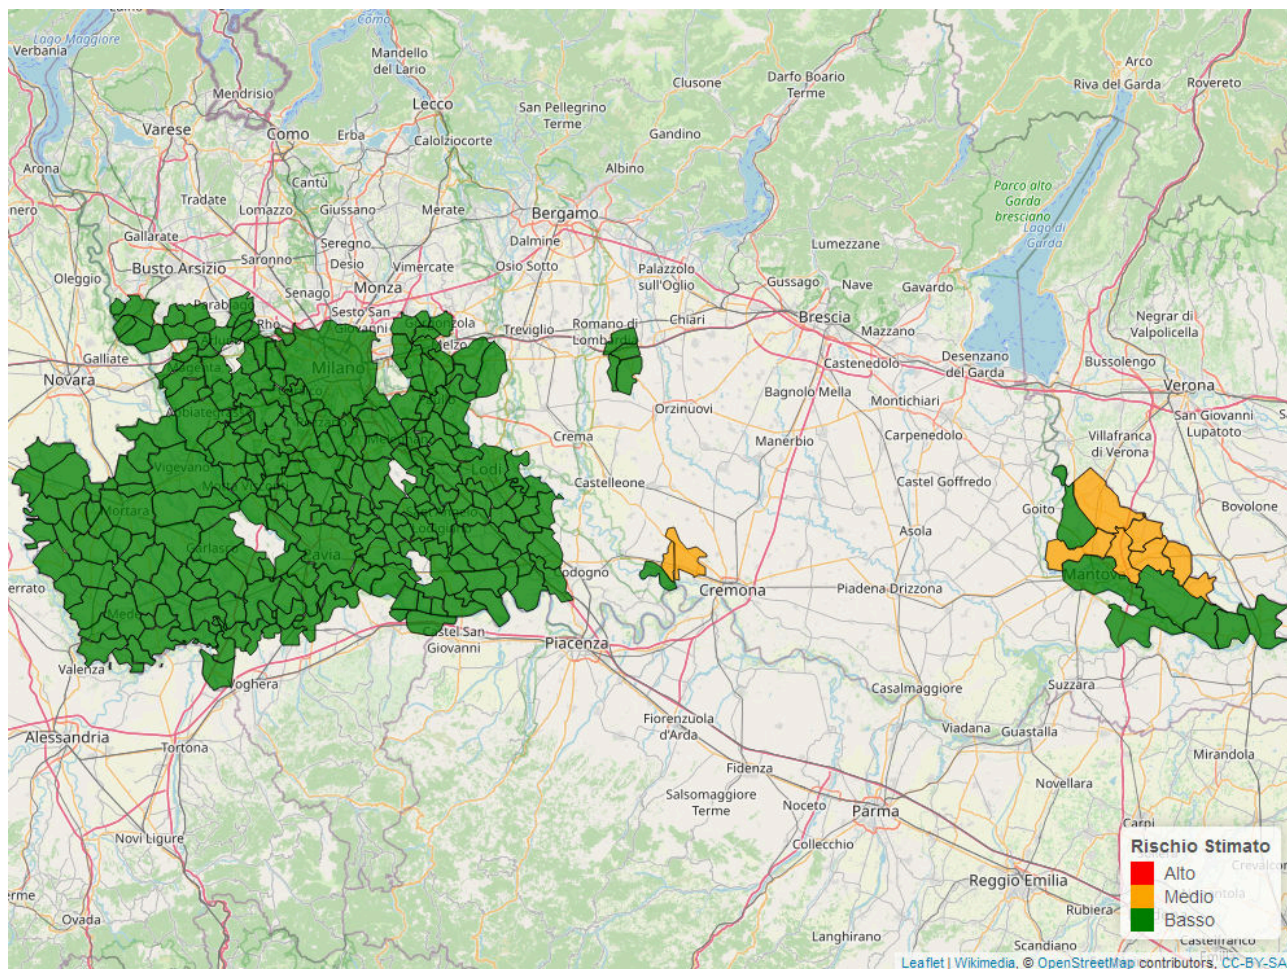 Lago Maggiore
Verbania
Como
Mandello
del Lario
Clusone
Darfo Boario
Terme
Arco
Riva del Garda
Rovereto
Mendrisio
Lecco
San Pellegrino
Terme
Varese
Como
Erba
Calolziocorte
Gandino
Arona
Cantù
Albino
Parco alto
Garda
bresciano
Lago di
Garda
Tradate
Lomazzo
Giussano
Merate
Bergamo
Gallarate
Seregno
Dalmine
Lumezzane
Saronno
Desio
Vimercate
Osio Sotto
Palazzolo
sull'Oglio
Oleggio
Busto Arsizio
Senago
Monza
Gussago
Nave
Gavardo
Parabiago
Rho
Sesto San
Giovanni
Treviglio
Romano di
Lombardia
Chiari
Brescia
Mazzano
Negrar di
Valpolicella
Galliate
Magenta
Milano
Melzo
Castenedolo
Desenzano
del Garda
Bussolengo
Novara
Bagnolo Mella
Montichiari
Verona
Abbiategrasso
Orzinuovi
San Giovanni
Lupatoto
Crema
Manerbio
Carpenedolo
Villafranca
di Verona
Vigevano
Lodi
Castelleone
Castel Goffredo
Goito
Bovolone
Mortara
Asola
Garlasco
Pavia
Cremona
Piadena Drizzona
Mantova
Mede
Castel San
Giovanni
Piacenza
Valenza
Voghera
Casalmaggiore
Suzzara
Alessandria
Tortona
Fiorenzuola
d'Arda
Viadana
Guastalla
Mirandola
Fidenza
Novellara
Salsomaggiore
Terme
Noceto
Parma
Carpi
Novi Ligure
Collecchio
Rischio Stimato
Alto
Medio
Basso
Reggio Emilia
Rubiera
Ovada
Langhirano
Scandiano
Castelfranco
Leaflet | Wikimedia, © OpenStreetMap contributors, CC-BY-SA